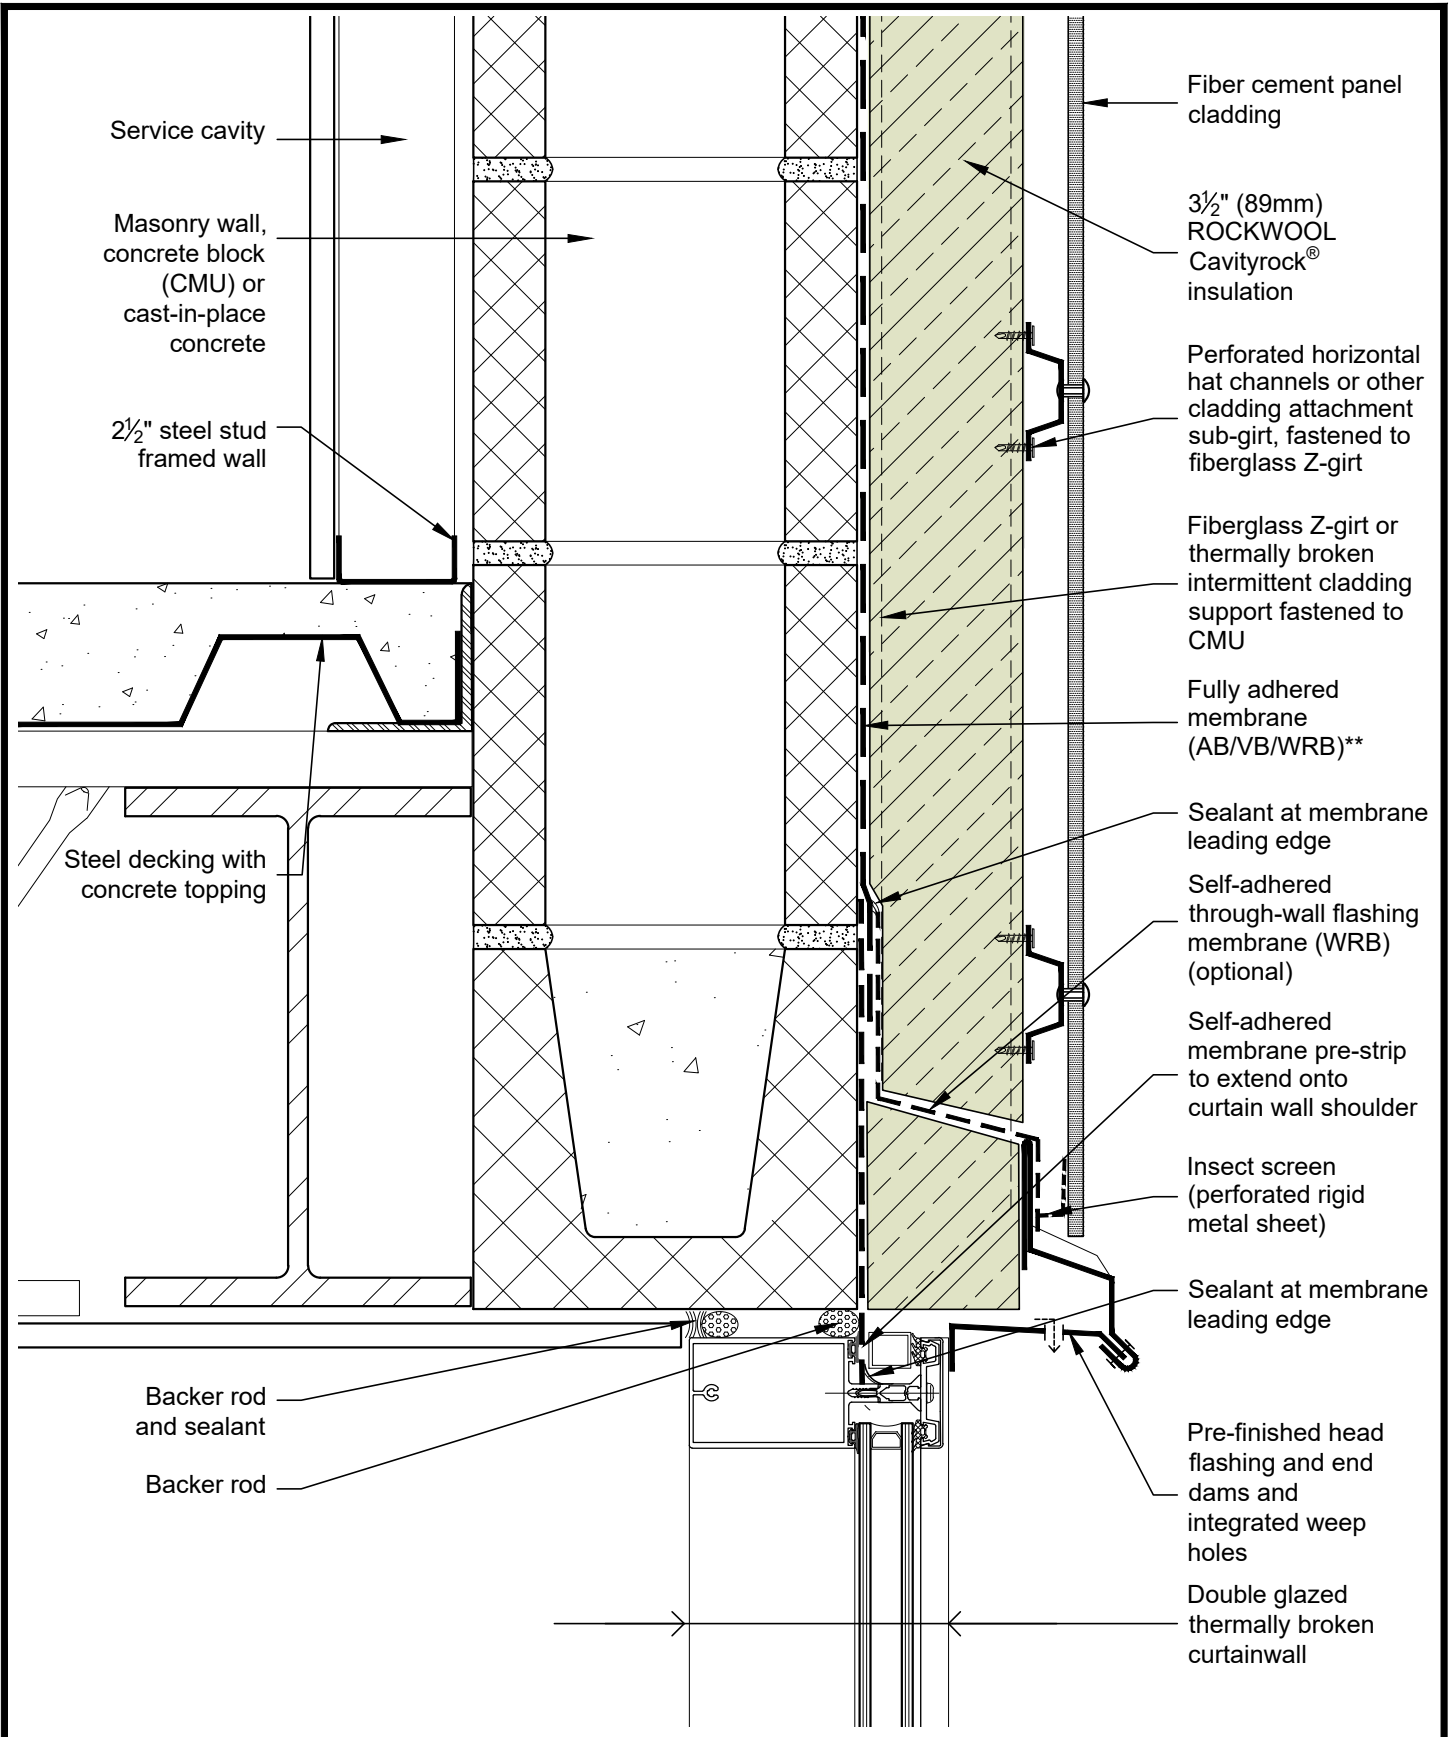 Service cavity
Masonry wall,
concrete block
(CMU) or
cast-in-place
concrete
2½" steel stud
framed wall
Steel decking with
concrete topping
Backer rod
and sealant
Backer rod
Fiber cement panel
cladding
3½" (89mm)
ROCKWOOL
Cavityrock®
insulation
Perforated horizontal
hat channels or other
cladding attachment
sub-girt, fastened to
fiberglass Z-girt
Fiberglass Z-girt or
thermally broken
intermittent cladding
support fastened to
CMU
Fully adhered
membrane
(AB/VB/WRB)**
Sealant at membrane
leading edge
Self-adhered
through-wall flashing
membrane (WRB)
(optional)
Self-adhered
membrane pre-strip
to extend onto
curtain wall shoulder
Insect screen
(perforated rigid
metal sheet)
Sealant at membrane
leading edge
Pre-finished head
flashing and end
dams and
integrated weep
holes
Double glazed
thermally broken
curtainwall